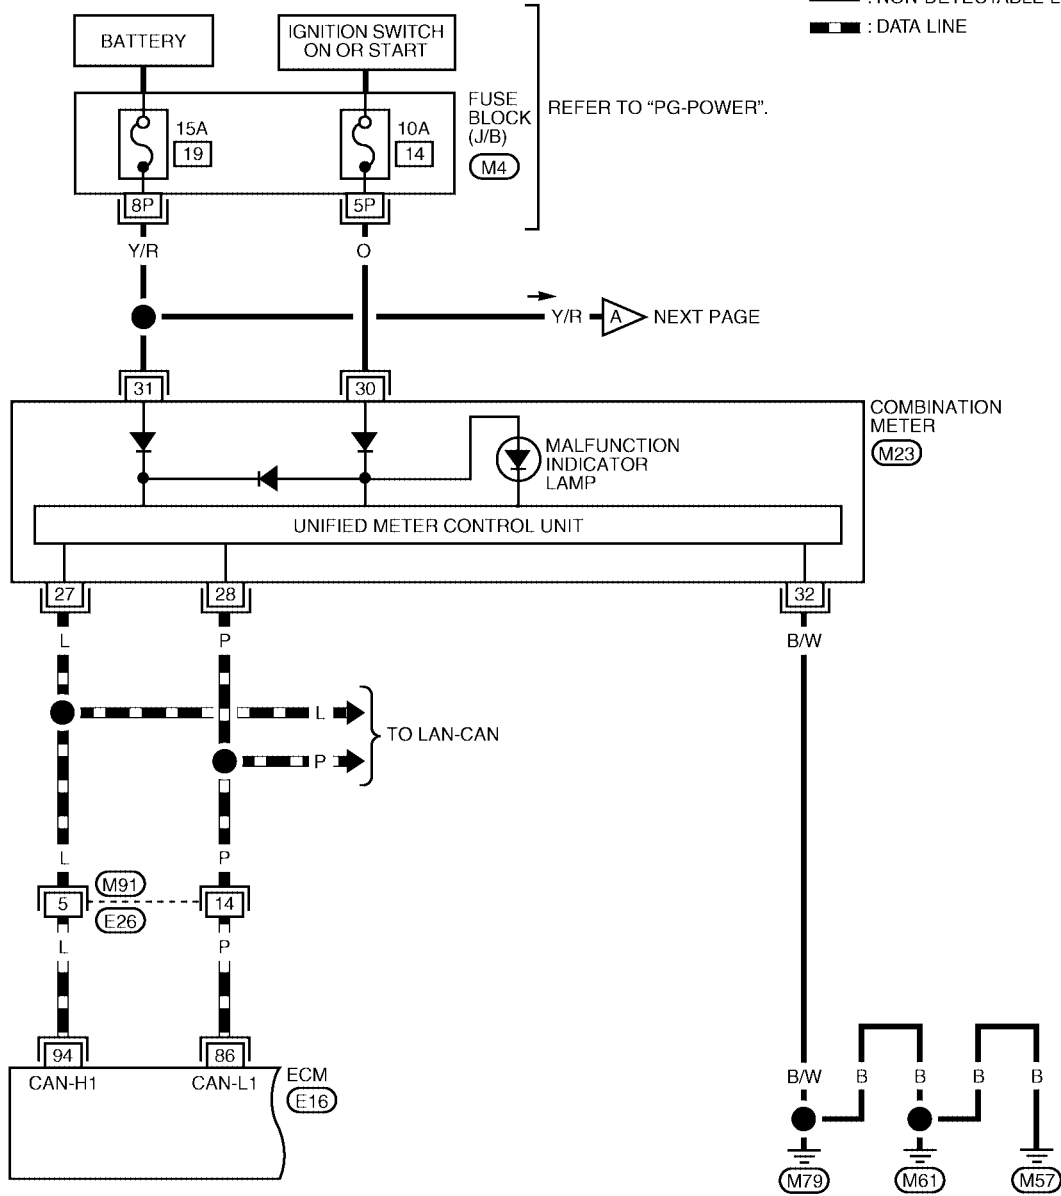 : NON-DETECTABLE L
: DATA LINE
BATTERY
IGNITION SWITCH
ON OR START
FUSE
BLOCK
(J/B)
M4
REFER TO “PG-POWER”.
15A
19
10A
14
8P
5P
Y/R
O
Y/R
A
NEXT PAGE
31
30
COMBINATION
METER
M23
MALFUNCTION
INDICATOR
LAMP
UNIFIED METER CONTROL UNIT
27
28
32
L
P
B/W
L
TO LAN-CAN
P
L
P
M91
5
14
E26
L
P
94
86
CAN-H1
CAN-L1
ECM
E16
B/W
B
B
B
B
M79
M61
M57